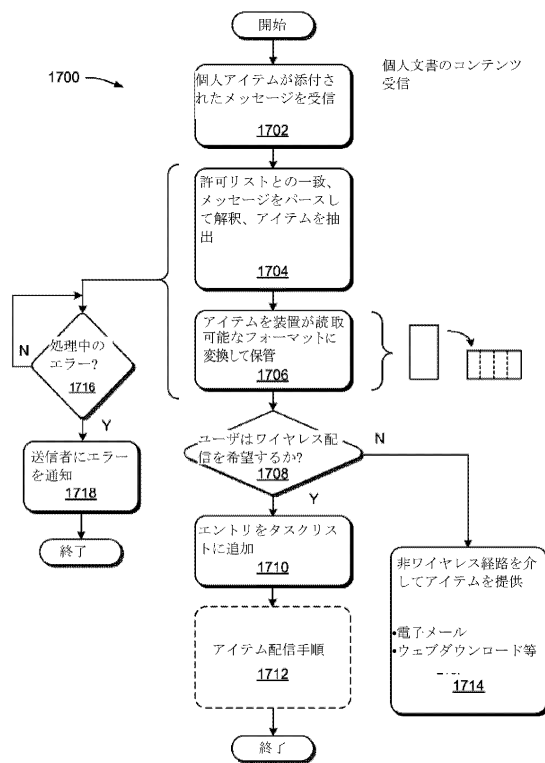 開始
1700
個人文書のコンテンツ
受信
個人アイテムが添付さ
れたメッセージを受信
1702
許可リストとの一致、
メッセージをパースし
て解釈、アイテムを抽
出
1704
アイテムを装置が読取
可能なフォーマットに
変換して保管
1706
N
処理中の
エラー?
1716
Y
送信者にエラー
を通知
1718
終了
ユーザはワイヤレス配
信を希望するか?
1708
N
Y
エントリをタスクリス
トに追加
1710
アイテム配信手順
1712
終了
非ワイヤレス経路を介
してアイテムを提供
•電子メール
•ウェブダウンロード等
1714